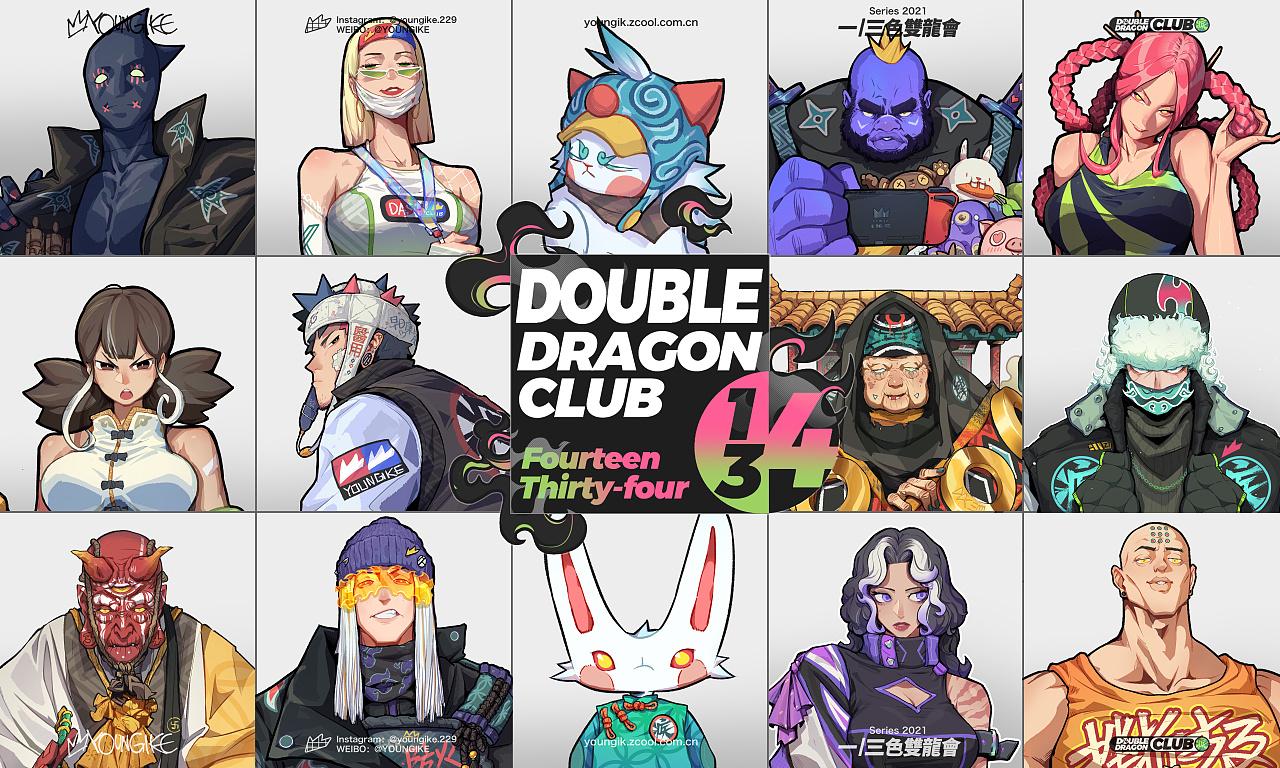 YOUNGIKE
Instagram: @youngike.229
WEIBO: @YOUNGIKE
youngik.zcool.com.cn
Series 2021
一/三色雙龍會
DOUBLE
DRAGON CLUB
DOUBLE
DRAGON
CLUB
Fourteen
Thirty-four
14
34
醫用
YOUNGIKE
YOUNGIKE
Instagram: @youngike.229
WEIBO: @YOUNGIKE
youngik.zcool.com.cn
Series 2021
一/三色雙龍會
DOUBLE
DRAGON CLUB